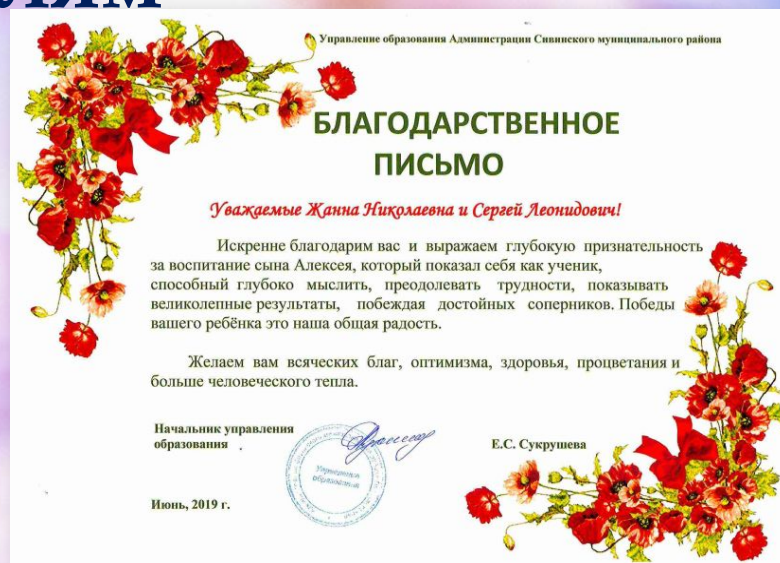 Управление образования Администрации Сивинского муниципального района
БЛАГОДАРСТВЕННОЕ
ПИСЬМО
Уважаемые Жанна Николаевна и Сергей Леонидович!
Искренне благодарим вас и выражаем глубокую признательность
за воспитание сына Алексея, который показал себя как ученик,
способный глубоко мыслить, преодолевать трудности, показывать
великолепные результаты, побеждая достойных соперников. Победы
вашего ребёнка это наша общая радость.
Желаем вам всяческих благ, оптимизма, здоровья, процветания и
больше человеческого тепла.
Начальник управления
образования
Е.С. Сукрушева
Управление
образования
Июнь, 2019 г.